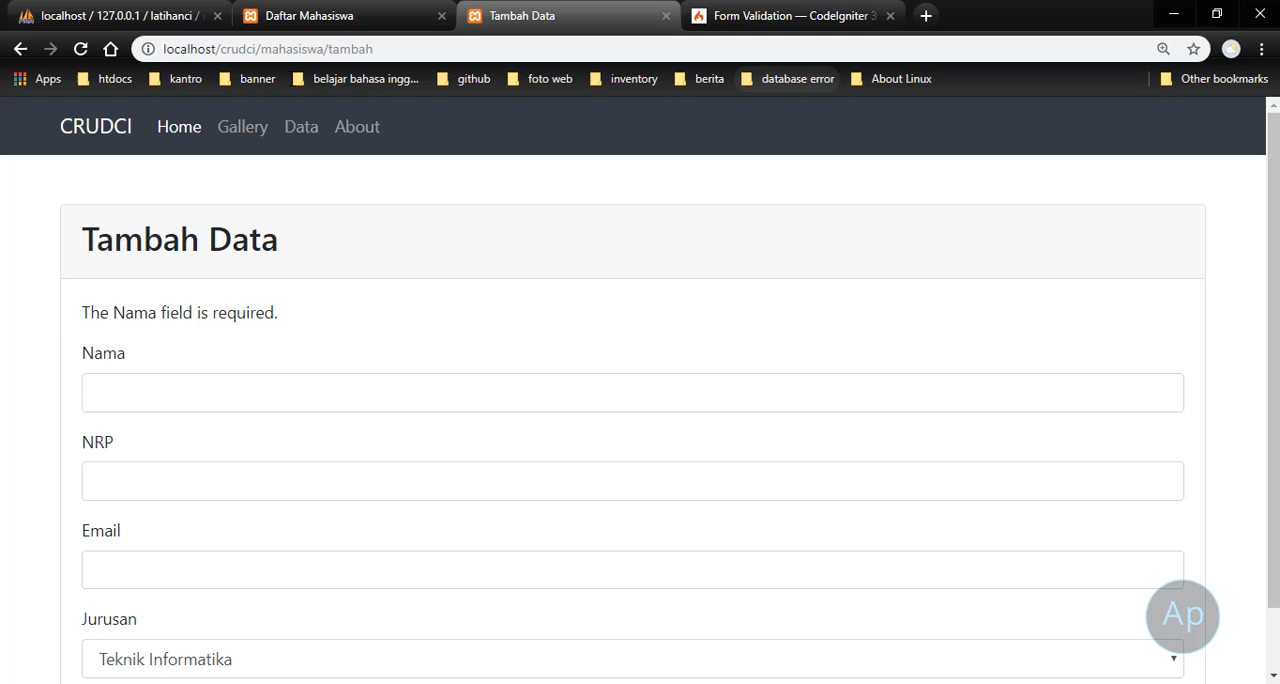 localhost / 127.0.0.1 / latihanci /
Daftar Mahasiswa
Tambah Data
Form Validation — CodeIgniter 3
localhost/crudci/mahasiswa/tambah
Apps htdocs kantro banner belajar bahasa ingg... github foto web inventory berita database error About Linux Other bookmarks
CRUDCI Home Gallery Data About
Tambah Data
The Nama field is required.
Nama
NRP
Email
Jurusan
Teknik Informatika
Ap